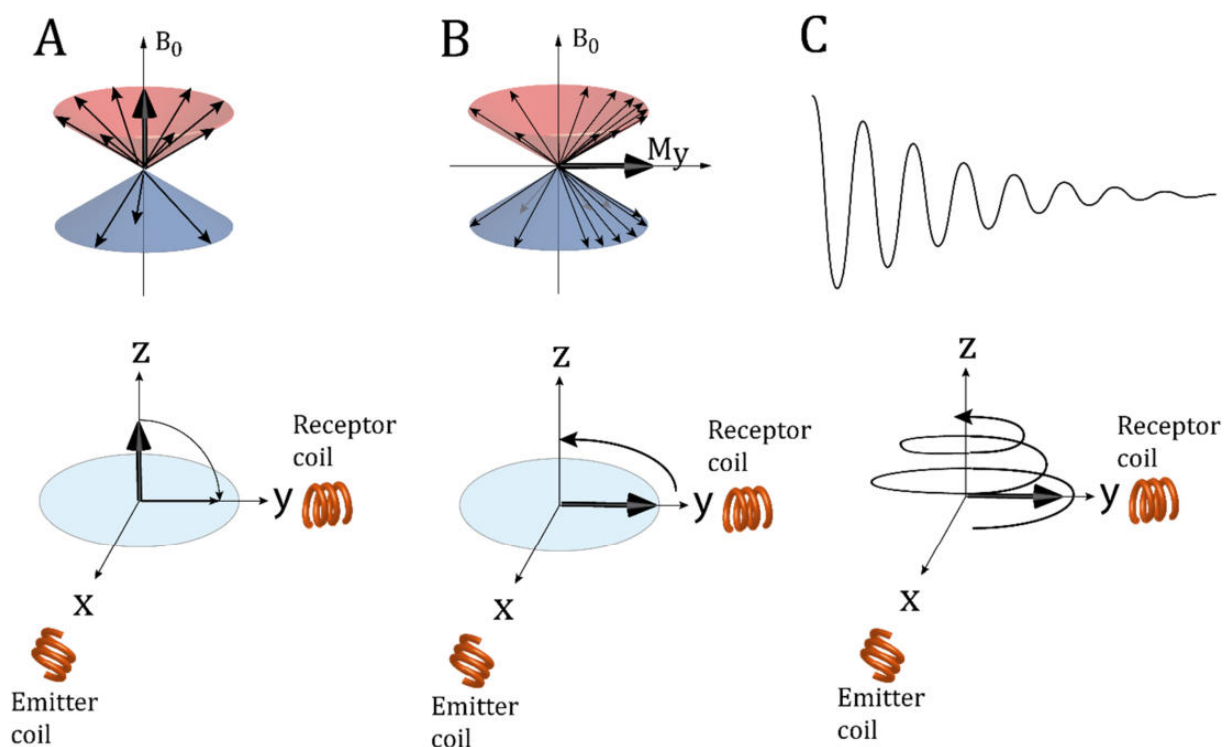 A
B₀
B
B₀
My
C
z
Receptor
coil
y
x
Emitter
coil
z
Receptor
coil
y
x
Emitter
coil
z
Receptor
coil
y
x
Emitter
coil